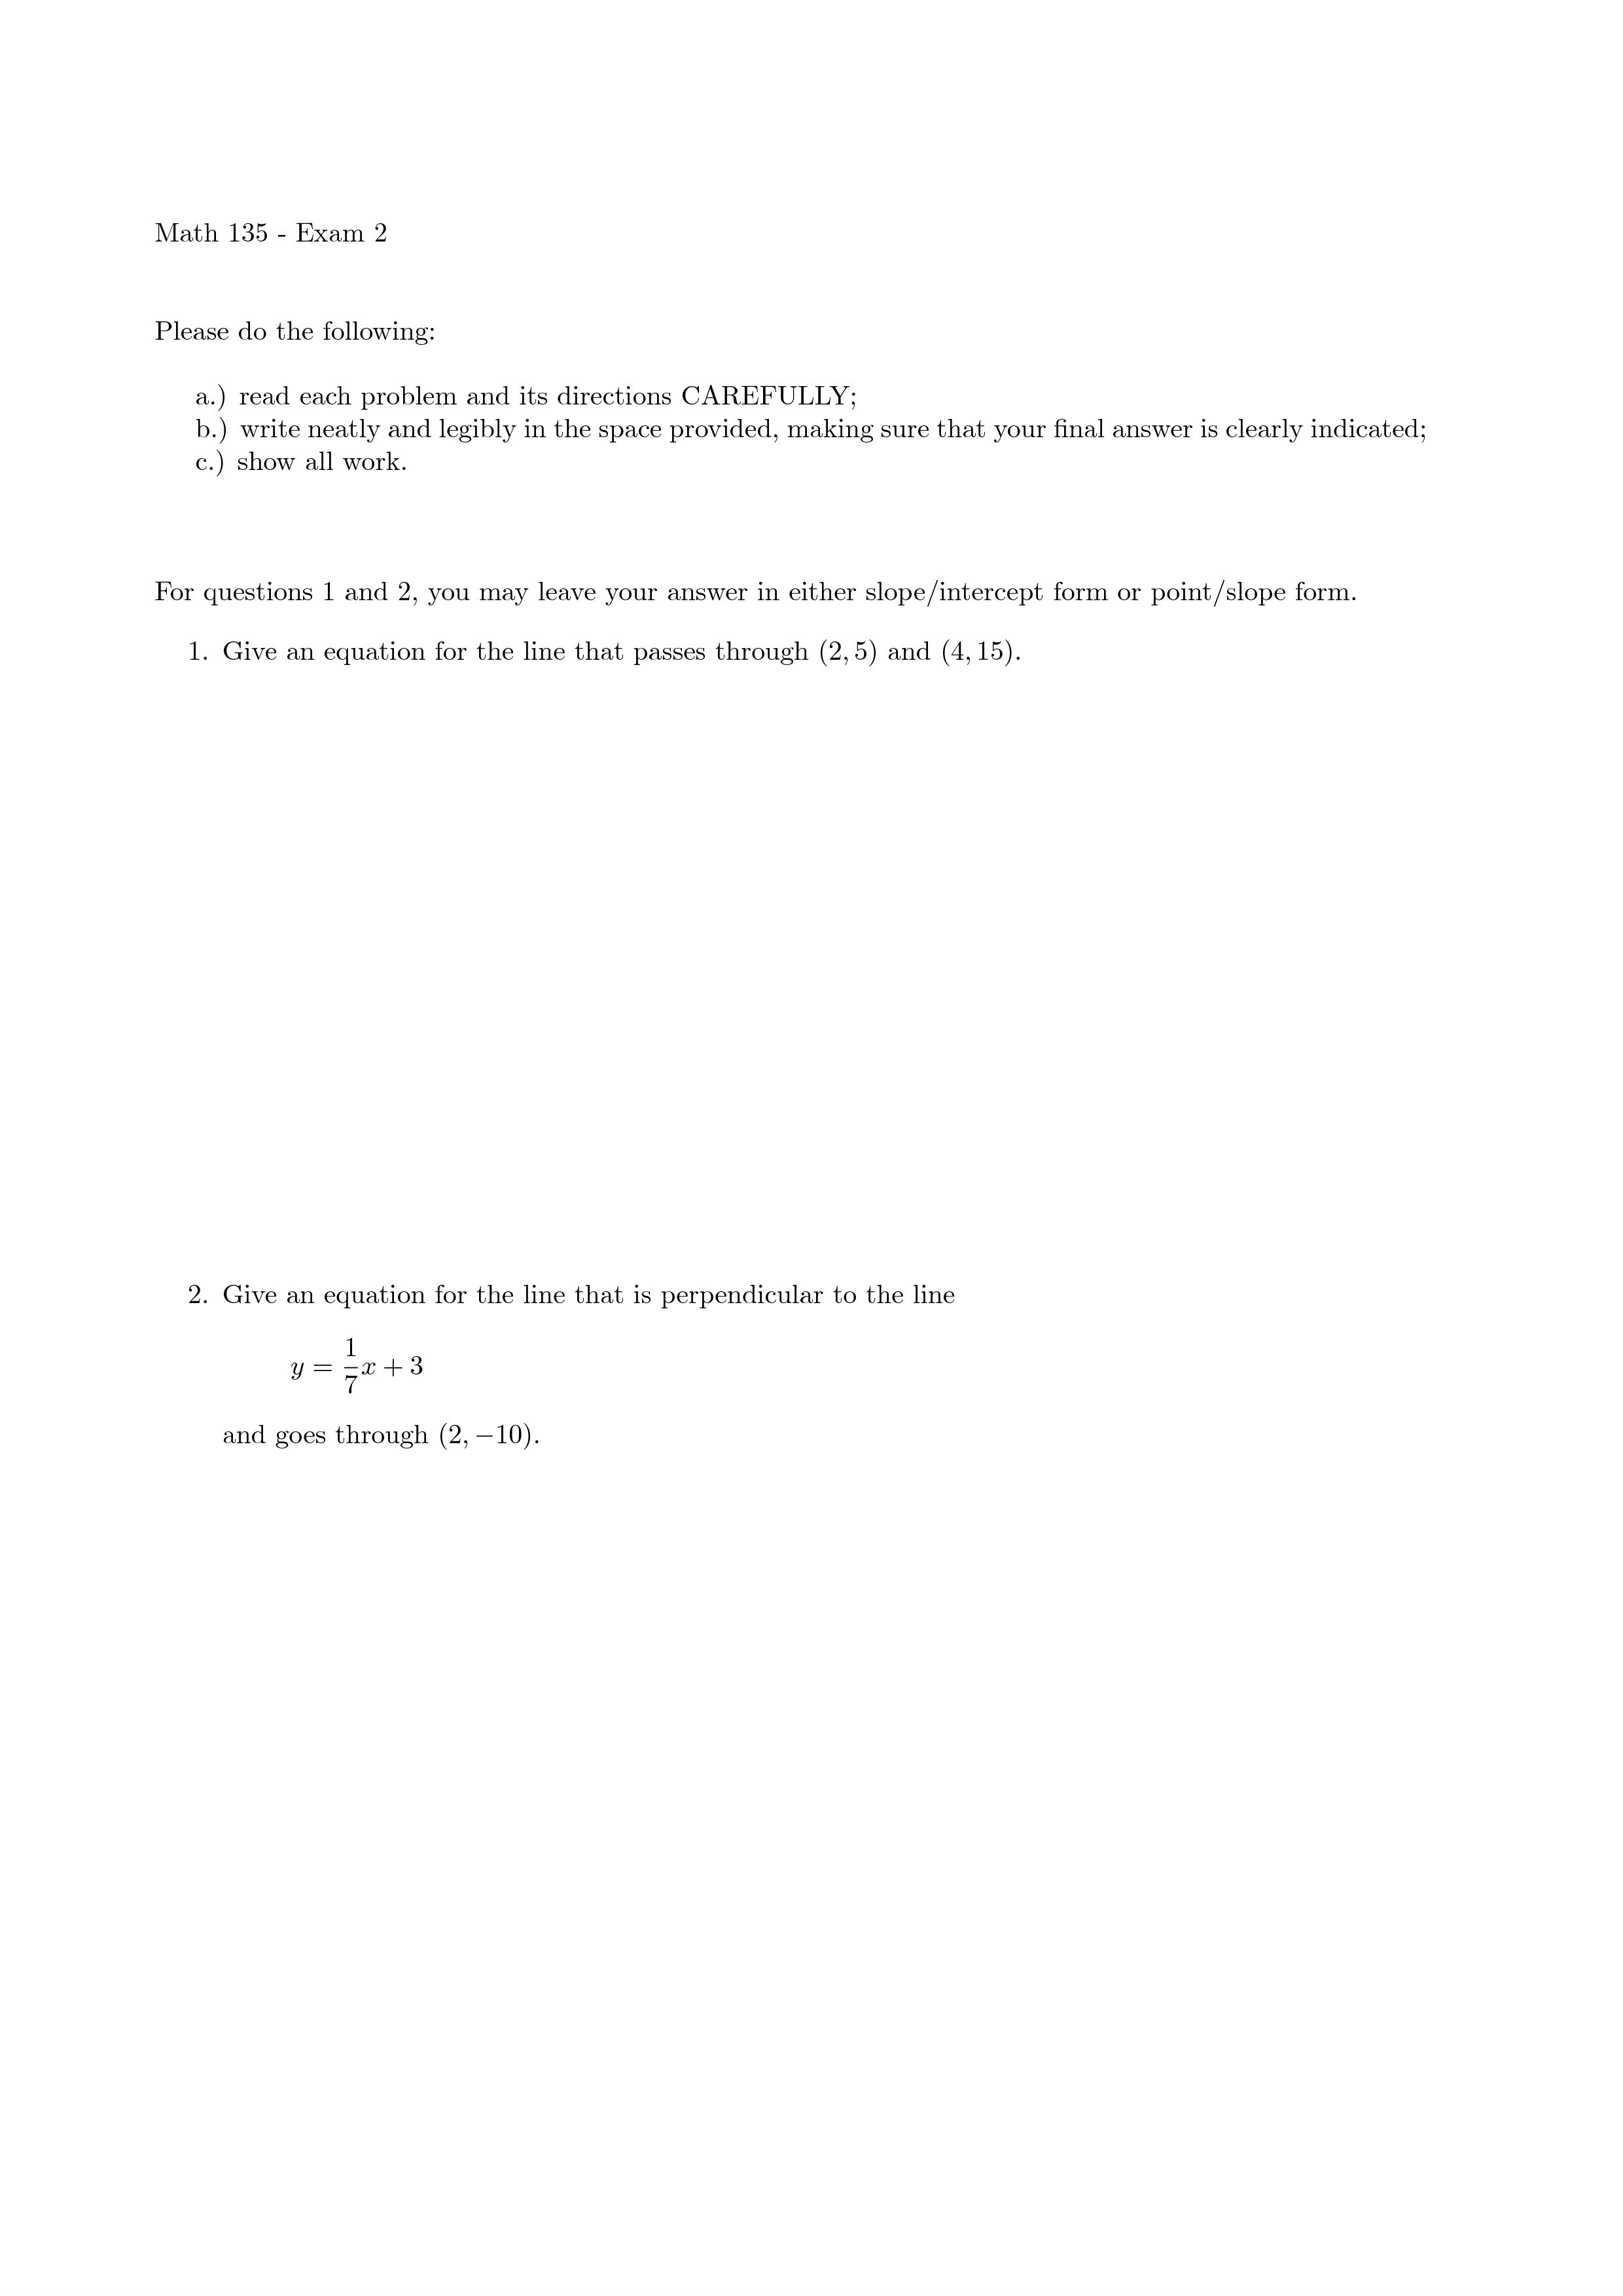 Math 135 - Exam 2
Please do the following:
a.) read each problem and its directions CAREFULLY;
b.) write neatly and legibly in the space provided, making sure that your final answer is clearly indicated;
c.) show all work.
For questions 1 and 2, you may leave your answer in either slope/intercept form or point/slope form.
1. Give an equation for the line that passes through (2, 5) and (4, 15).
2. Give an equation for the line that is perpendicular to the line
y = 1/7 x + 3
and goes through (2, −10).